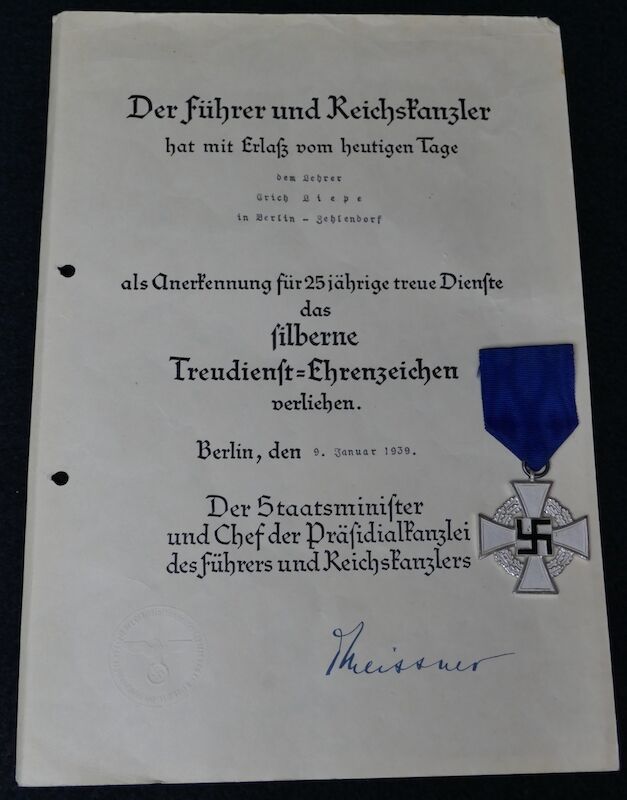 Der Führer und Reichskanzler
hat mit Erlaß vom heutigen Tage
dem Lehrer
Erich Liepe
in Berlin - Zehlendorf
als Anerkennung für 25 jährige treue Dienste
das
silberne
Treudienst=Ehrenzeichen
verliehen.
Berlin, den 9. Januar 1939.
Der Staatsminister
und Chef der Präsidialkanzlei
des Führers und Reichskanzlers
Meissner